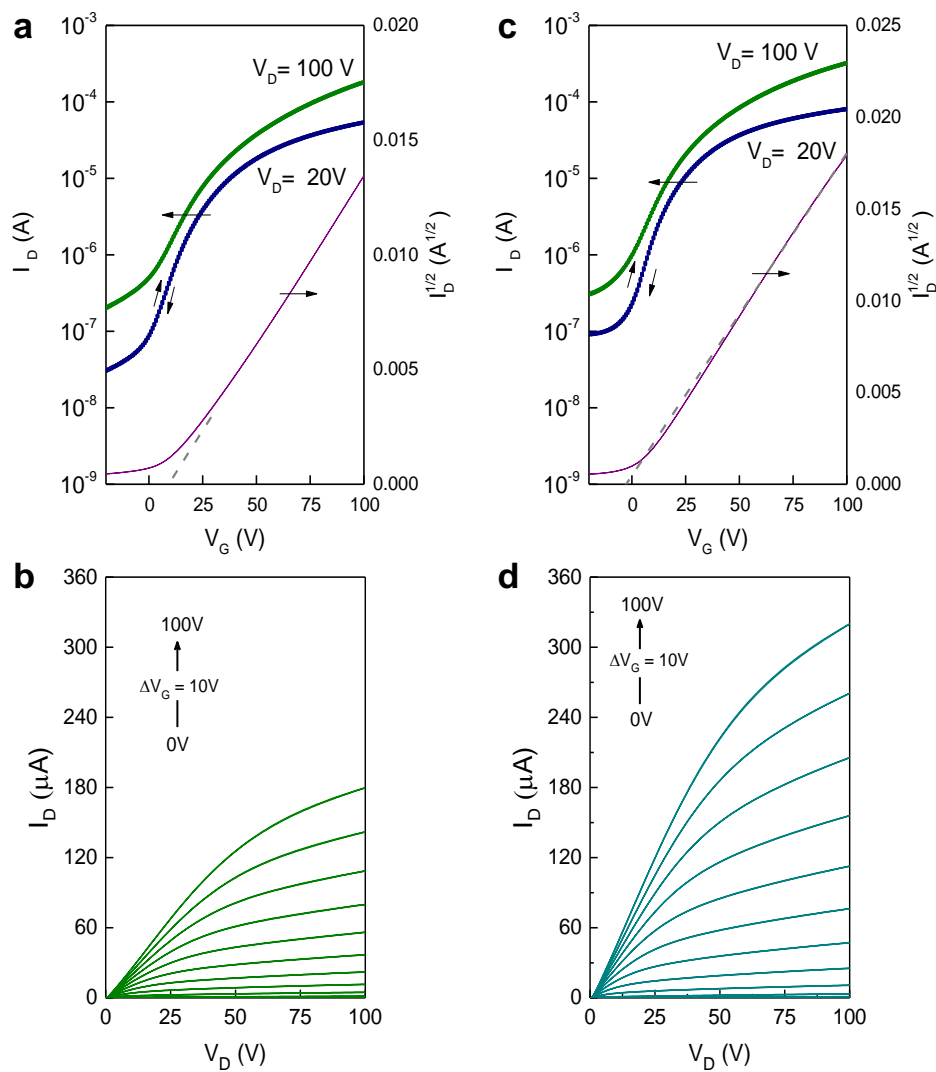 a
10^-3
10^-4
10^-5
10^-6
10^-7
10^-8
10^-9
I_D (A)
V_D= 100 V
V_D= 20V
0.020
0.015
0.010
0.005
0.000
I_D^1/2 (A^1/2)
0 25 50 75 100
V_G (V)
c
10^-3
10^-4
10^-5
10^-6
10^-7
10^-8
10^-9
I_D (A)
V_D= 100 V
V_D= 20V
0.025
0.020
0.015
0.010
0.005
0.000
I_D^1/2 (A^1/2)
0 25 50 75 100
V_G (V)
b
360
300
240
180
120
60
0
I_D (μA)
100V
ΔV_G = 10V
0V
0 25 50 75 100
V_D (V)
d
360
300
240
180
120
60
0
I_D (μA)
100V
ΔV_G = 10V
0V
0 25 50 75 100
V_D (V)